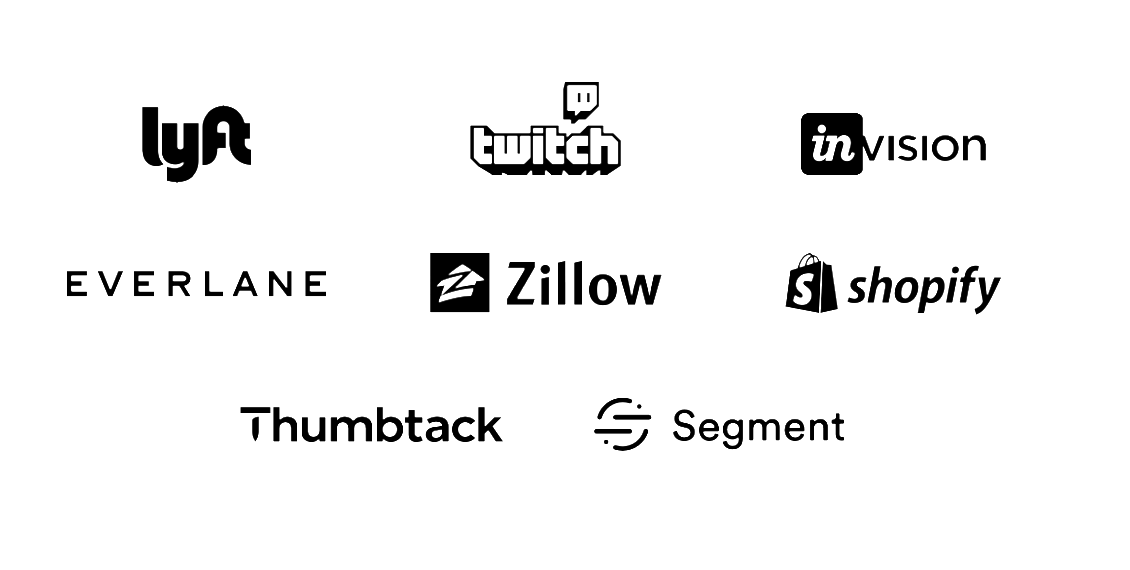 lyft
twitch
invision
EVERLANE
Zillow
shopify
Thumbtack
Segment